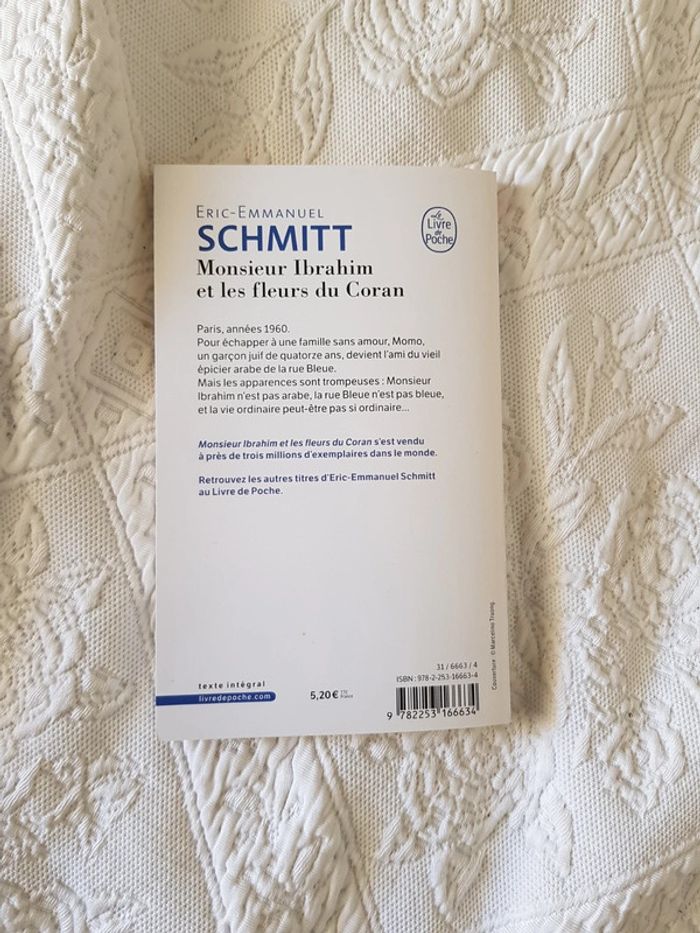 ERIC-EMMANUEL
SCHMITT
Monsieur Ibrahim
et les fleurs du Coran
Le
Livre
de
Poche
Paris, années 1960.
Pour échapper à une famille sans amour, Momo,
un garçon juif de quatorze ans, devient l'ami du vieil
épicier arabe de la rue Bleue.
Mais les apparences sont trompeuses : Monsieur
Ibrahim n'est pas arabe, la rue Bleue n'est pas bleue,
et la vie ordinaire peut-être pas si ordinaire...
Monsieur Ibrahim et les fleurs du Coran s'est vendu
à près de trois millions d'exemplaires dans le monde.
Retrouvez les autres titres d'Eric-Emmanuel Schmitt
au Livre de Poche.
Couverture : © Marcelino Truong.
texte intégral
livredepoche.com
5,20 € TTC
France
31 / 6663 / 4
ISBN : 978-2-253-16663-4
9 782253 166634